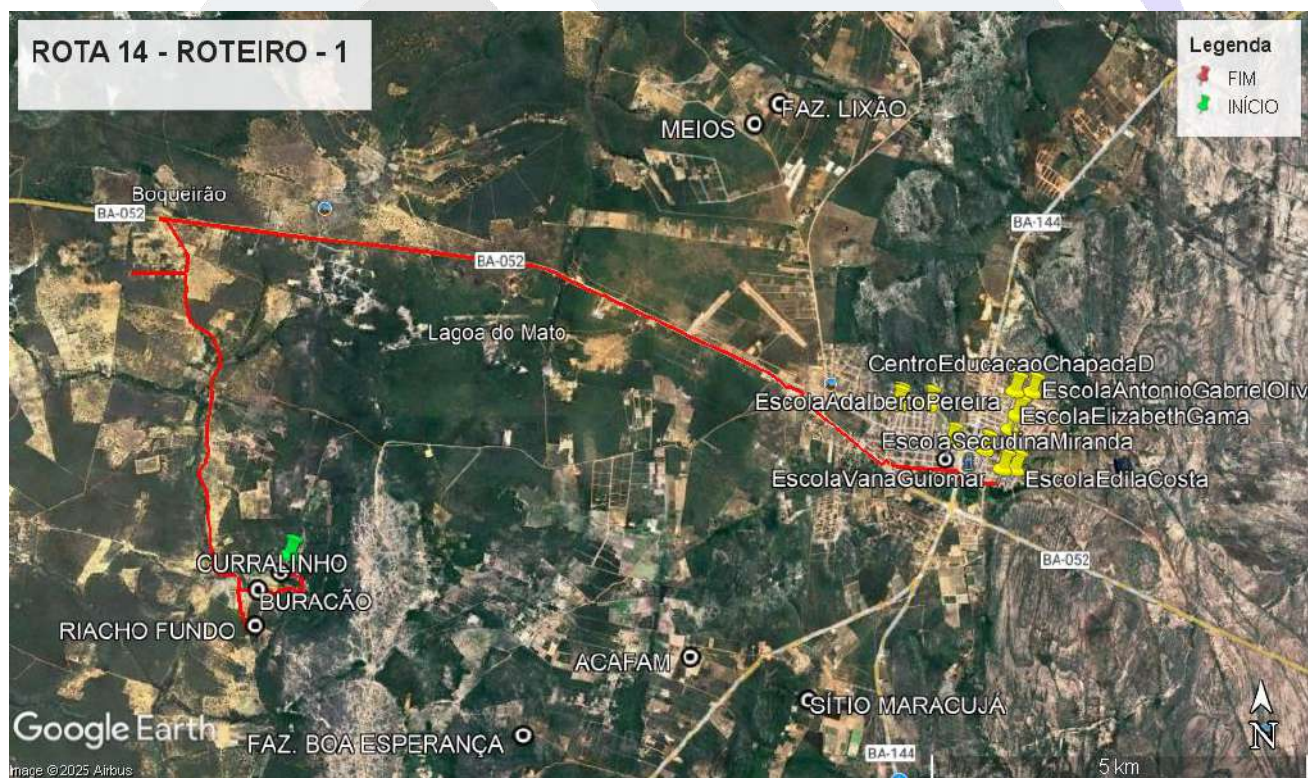 ROTA 14 - ROTEIRO - 1
Legenda
FIM
INÍCIO
FAZ. LIXÃO
MEIOS
Boqueirão
BA-052
BA-144
BA-052
Lagoa do Mato
CentroEducacaoChapadaD
EscolaAntonioGabrielOliv
EscolaAdalbertoPereira
EscolaElizabethGama
EscolaSecudinaMiranda
EscolaVanaGuiomar
EscolaEdilaCosta
CURRALINHO
BA-052
BURACÃO
RIACHO FUNDO
ACAFAM
SÍTIO MARACUJÁ
Google Earth
FAZ. BOA ESPERANÇA
N
BA-144
Image © 2025 Airbus
5 km